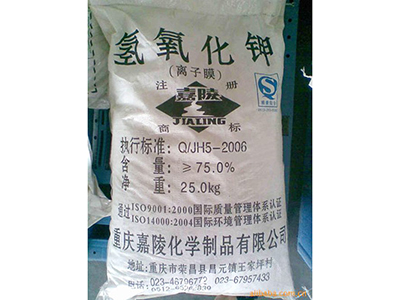 氢氧化钾
(离子膜)
注 册
嘉陵
JIALING
商 标
执行标准: Q/JH5-2006
含 量: ≥75.0%
净 重: 25.0kg
通过ISO9001:2000国际质量管理体系认证
通过ISO14000:2004国际环境管理体系认证
重庆嘉陵化学制品有限公司
地址:重庆市荣昌县昌元镇王家坪村
电话: 023-46796777 023-67957433